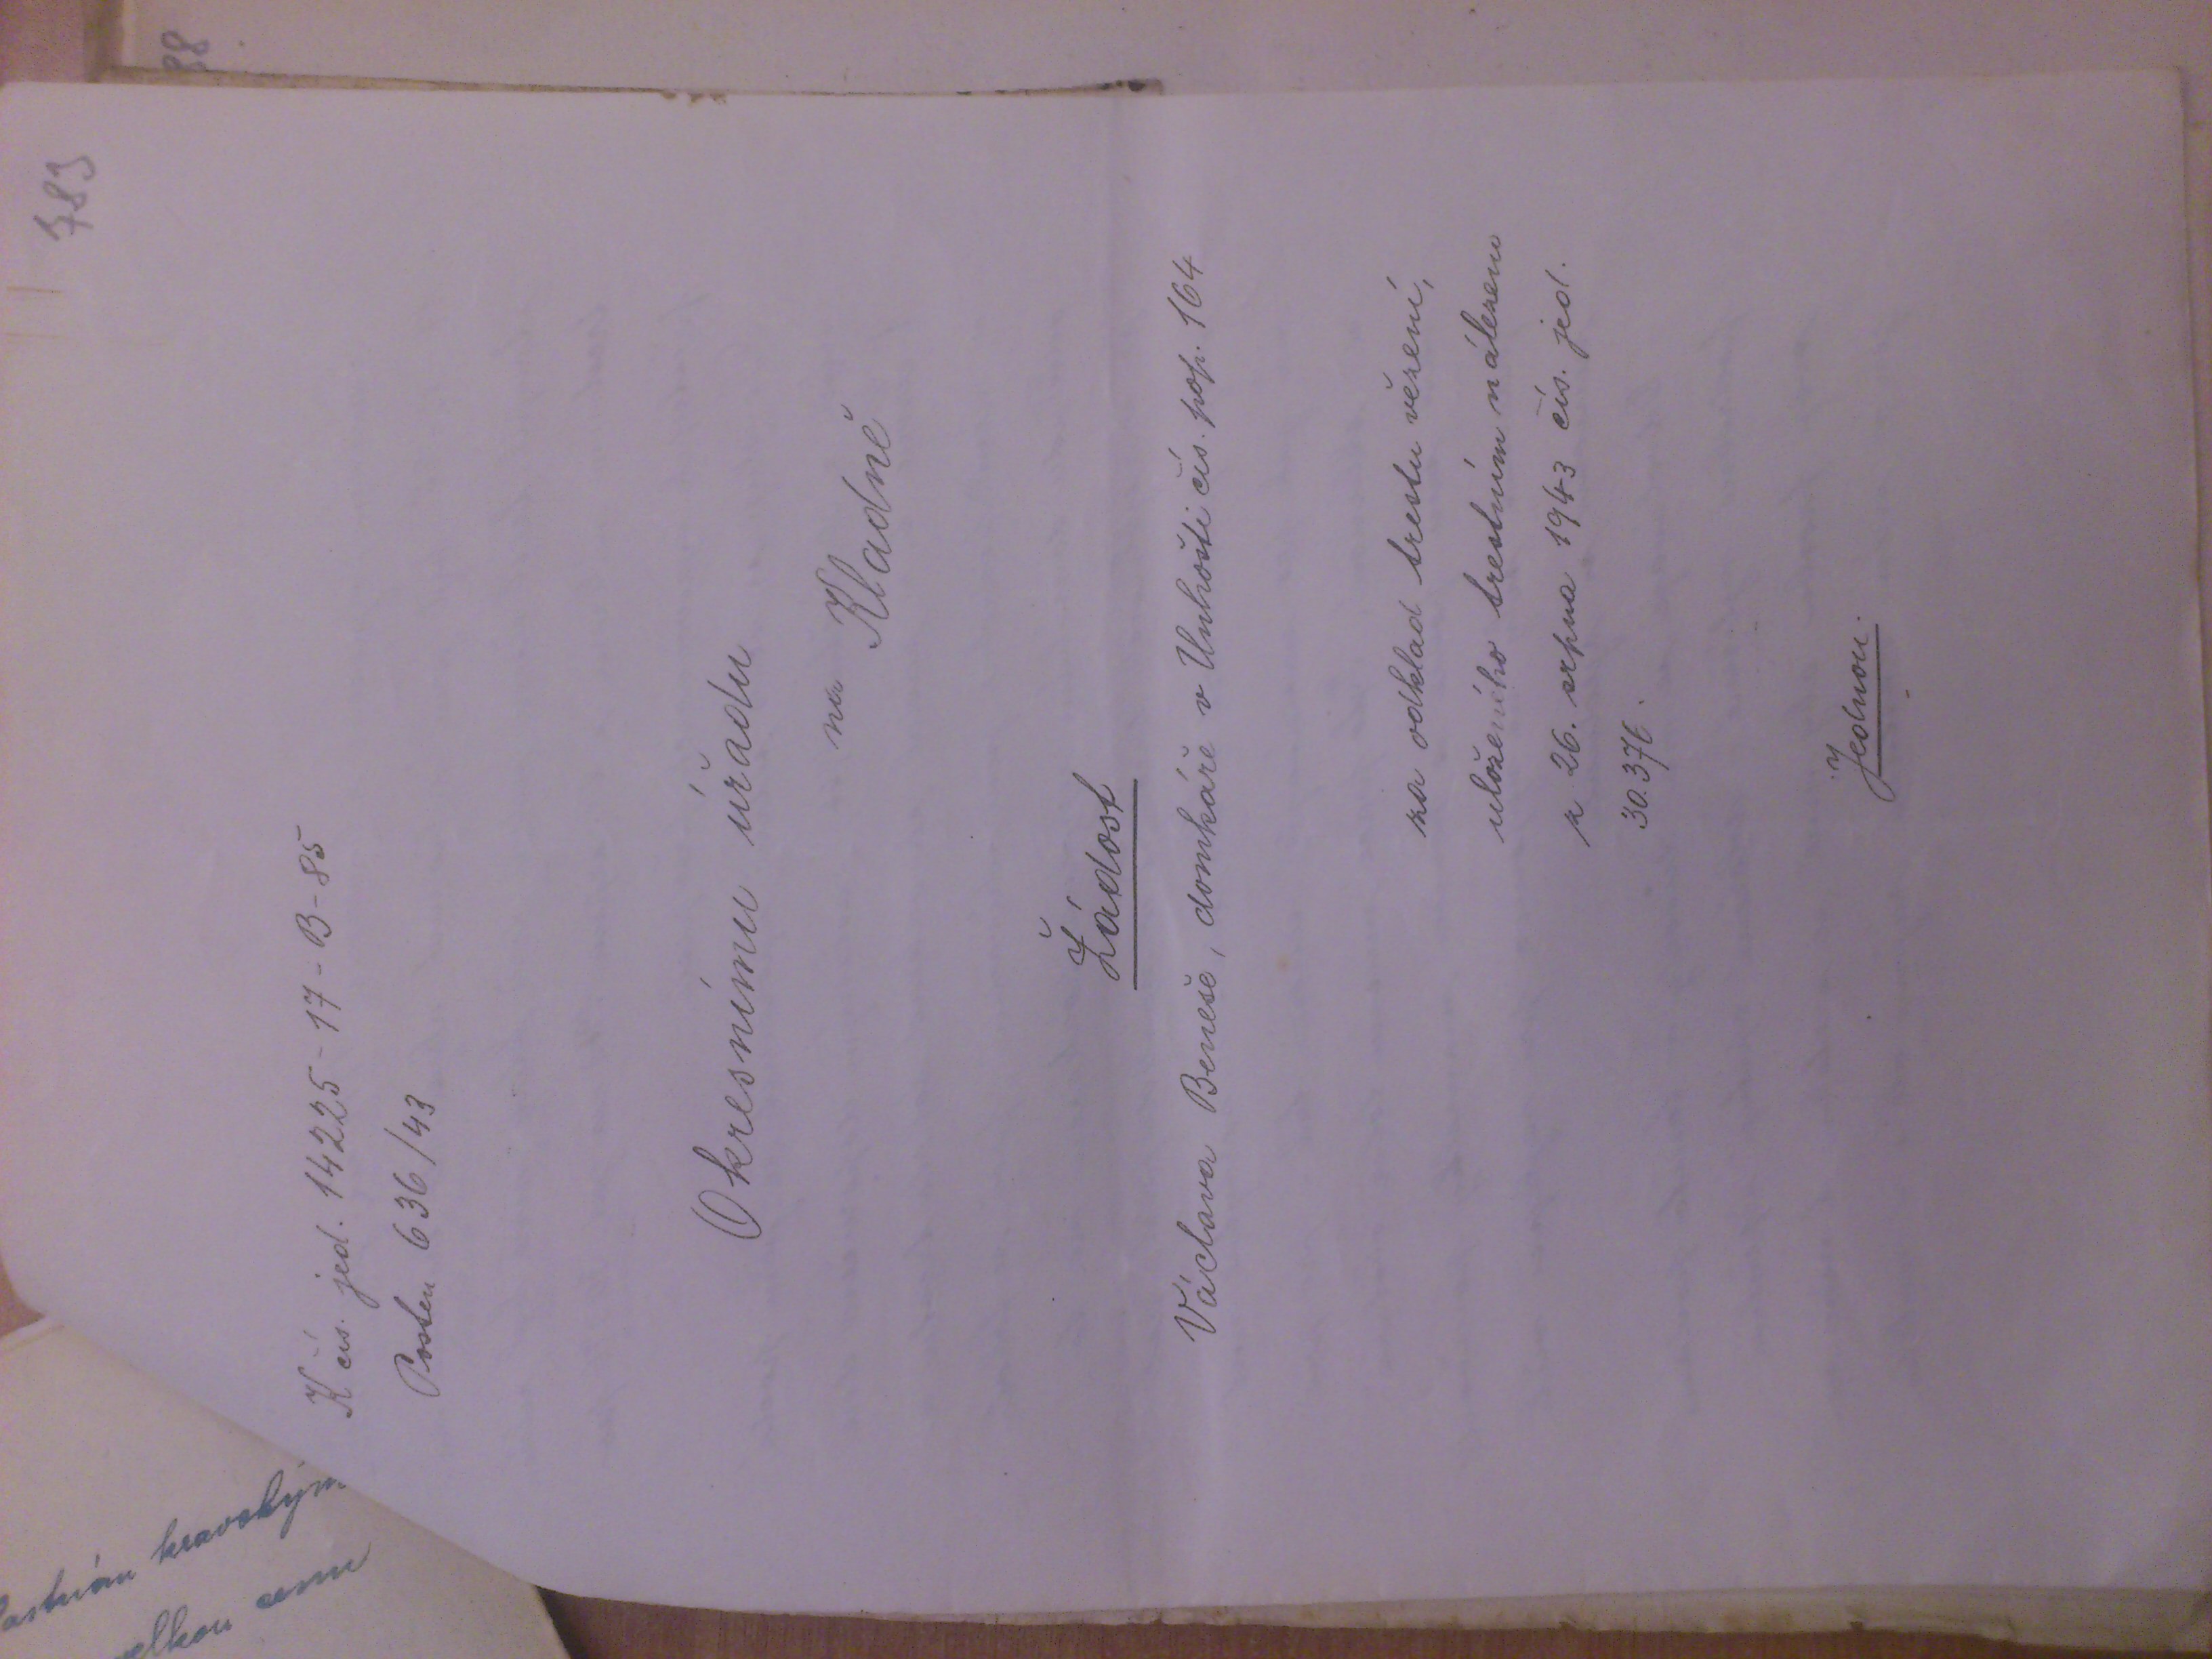 783
88
K čís. jed. 14225-17-B-85
Posten 636/43
Okresnímu úřadu
na Kladně
Žádost
Václava Beneše, domkáře v Unhošti čís. pop. 164
za odklad trestu vězení,
uloženého trestním nálezem
z 26. srpna 1943 čís. jed.
30.376.
Jednou.